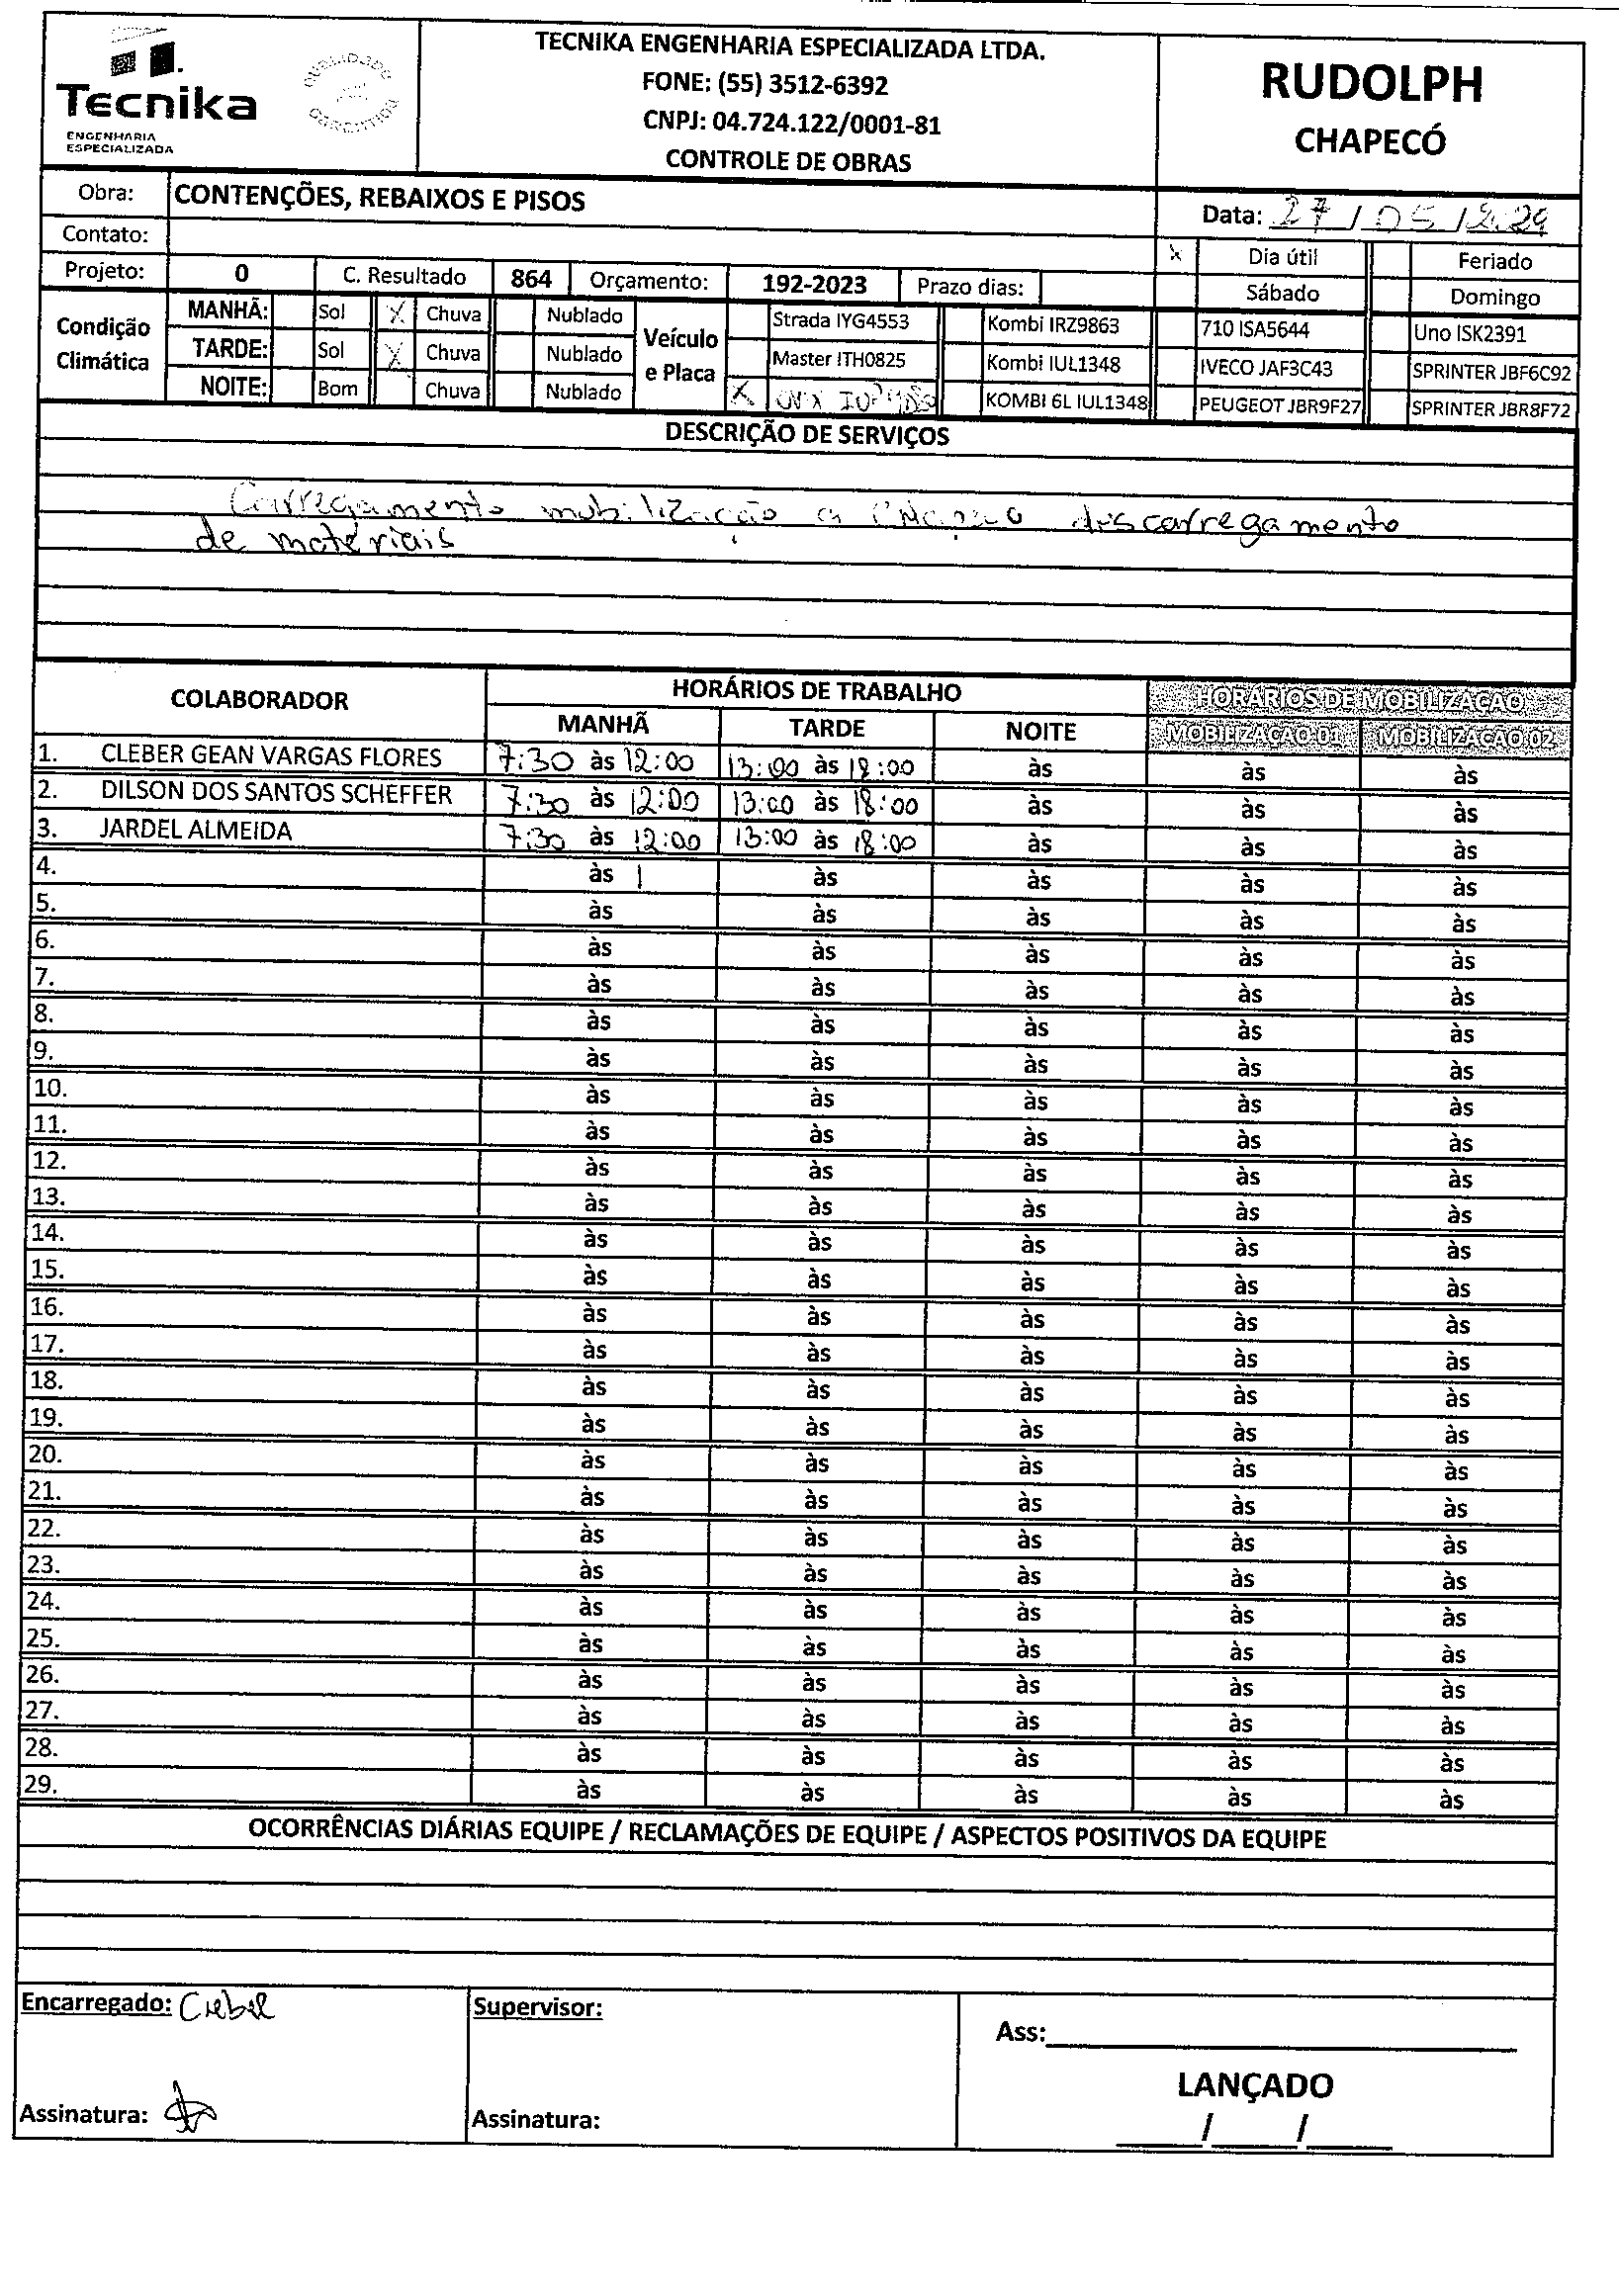 Tecnika
ENGENHARIA
ESPECIALIZADA
TECNIKA ENGENHARIA ESPECIALIZADA LTDA.
FONE: (55) 3512-6392
CNPJ: 04.724.122/0001-81
CONTROLE DE OBRAS
RUDOLPH
CHAPECÓ
Obra: CONTENÇÕES, REBAIXOS E PISOS
Data: 27/05/2024
Contato:
X Dia útil Feriado
Projeto: 0 C. Resultado 864 Orçamento: 192-2023 Prazo dias:
Sábado Domingo
Condição Climática
MANHÃ: Sol X Chuva Nublado
TARDE: Sol X Chuva Nublado
NOITE: Bom Chuva Nublado
Veículo e Placa
Strada IYG4553 Kombi IRZ9863 710 ISA5644 Uno ISK2391
Master ITH0825 Kombi IUL1348 IVECO JAF3C43 SPRINTER JBF6C92
X KOMBI 6L IUL1348 PEUGEOT JBR9F27 SPRINTER JBR8F72
DESCRIÇÃO DE SERVIÇOS
Carregamento mobilização a descarregamento
de materiais
COLABORADOR HORÁRIOS DE TRABALHO HORÁRIOS DE MOBILIZAÇÃO
MANHÃ TARDE NOITE MOBILIZAÇÃO 01 MOBILIZAÇÃO 02
1. CLEBER GEAN VARGAS FLORES 7:30 às 12:00 13:00 às 18:00 às às às
2. DILSON DOS SANTOS SCHEFFER 7:30 às 12:00 13:00 às 18:00 às às às
3. JARDEL ALMEIDA 7:30 às 12:00 13:00 às 18:00 às às às
4. às às às às às
5. às às às às às
6. às às às às às
7. às às às às às
8. às às às às às
9. às às às às às
10. às às às às às
11. às às às às às
12. às às às às às
13. às às às às às
14. às às às às às
15. às às às às às
16. às às às às às
17. às às às às às
18. às às às às às
19. às às às às às
20. às às às às às
21. às às às às às
22. às às às às às
23. às às às às às
24. às às às às às
25. às às às às às
26. às às às às às
27. às às às às às
28. às às às às às
29. às às às às às
OCORRÊNCIAS DIÁRIAS EQUIPE / RECLAMAÇÕES DE EQUIPE / ASPECTOS POSITIVOS DA EQUIPE
Encarregado: Cleber
Supervisor:
Ass:
LANÇADO
Assinatura:
Assinatura:
/ /